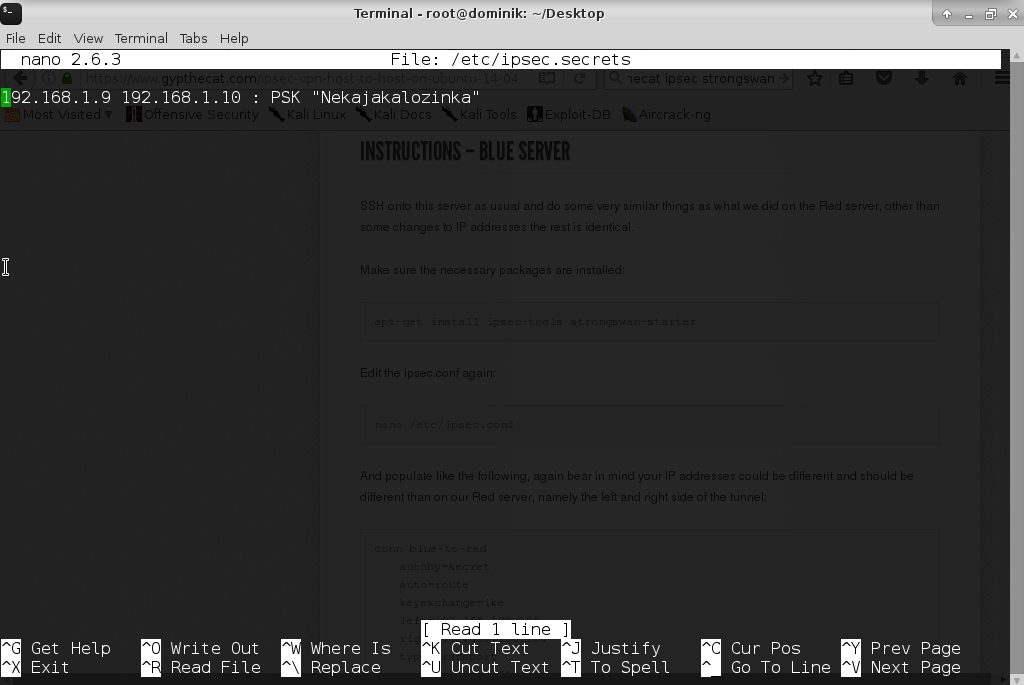 Terminal - root@dominik: ~/Desktop
File Edit View Terminal Tabs Help
nano 2.6.3 File: /etc/ipsec.secrets
https://www.gypthecat.com/ipsec-vpn-host-to-host-on-ubuntu-14-04 hecat ipsec strongswan
192.168.1.9 192.168.1.10 : PSK "Nekajakalozinka"
Most Visited Offensive Security Kali Linux Kali Docs Kali Tools Exploit-DB Aircrack-ng
INSTRUCTIONS – BLUE SERVER
SSH onto this server as usual and do some very similar things as what we did on the Red server, other than
some changes to IP addresses the rest is identical.
Make sure the necessary packages are installed:
apt-get install ipsec-tools strongswan-starter
Edit the ipsec.conf again:
nano /etc/ipsec.conf
And populate like the following, again bear in mind your IP addresses could be different and should be
different than on our Red server, namely the left and right side of the tunnel:
conn blue-to-red
authby=secret
auto=route
keyexchange=ike
[ Read 1 line ]
^G Get Help ^O Write Out ^W Where Is ^K Cut Text ^J Justify ^C Cur Pos ^Y Prev Page
^X Exit ^R Read File ^\ Replace ^U Uncut Text ^T To Spell ^_ Go To Line ^V Next Page